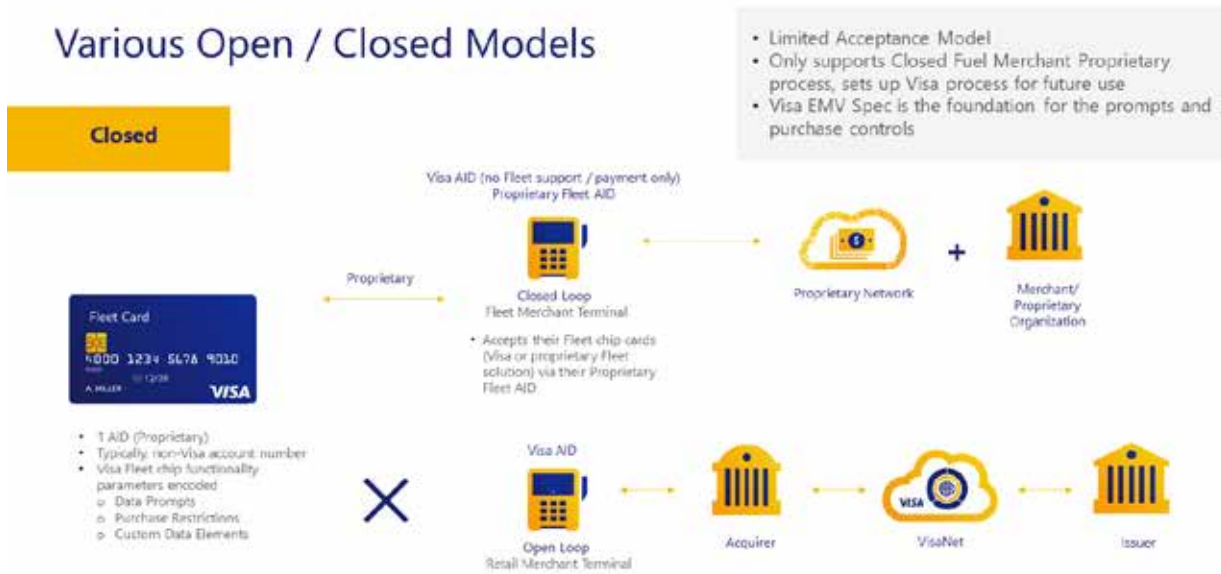 Various Open / Closed Models
• Limited Acceptance Model
• Only supports Closed Fuel Merchant Proprietary
process, sets up Visa process for future use
• Visa EMV Spec is the foundation for the prompts and
purchase controls
Closed
Visa AID (no Fleet support / payment only)
Proprietary Fleet AID
Proprietary
Closed Loop
Fleet Merchant Terminal
• Accepts their Fleet chip cards
(Visa or proprietary Fleet
solution) via their Proprietary
Fleet AID
Proprietary Network
+
Merchant/
Proprietary
Organization
Fleet Card
4000 1234 5678 9010
12/20
A. MILLER
VISA
• 1 AID (Proprietary)
• Typically, non-Visa account number
• Visa Fleet chip functionality
parameters encoded
o Data Prompts
o Purchase Restrictions
o Custom Data Elements
Visa AID
Open Loop
Retail Merchant Terminal
Acquirer
VISA
VisaNet
Issuer